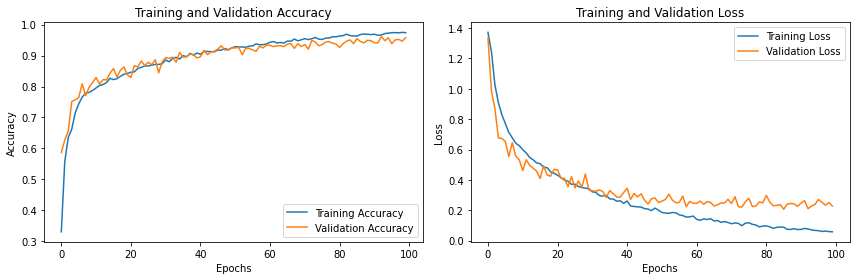 Training and Validation Accuracy
1.0
0.9
0.8
0.7
0.6
0.5
0.4
0.3
Accuracy
0
20
40
60
80
100
Epochs
Training Accuracy
Validation Accuracy
Training and Validation Loss
1.4
1.2
1.0
0.8
0.6
0.4
0.2
0.0
Loss
0
20
40
60
80
100
Epochs
Training Loss
Validation Loss